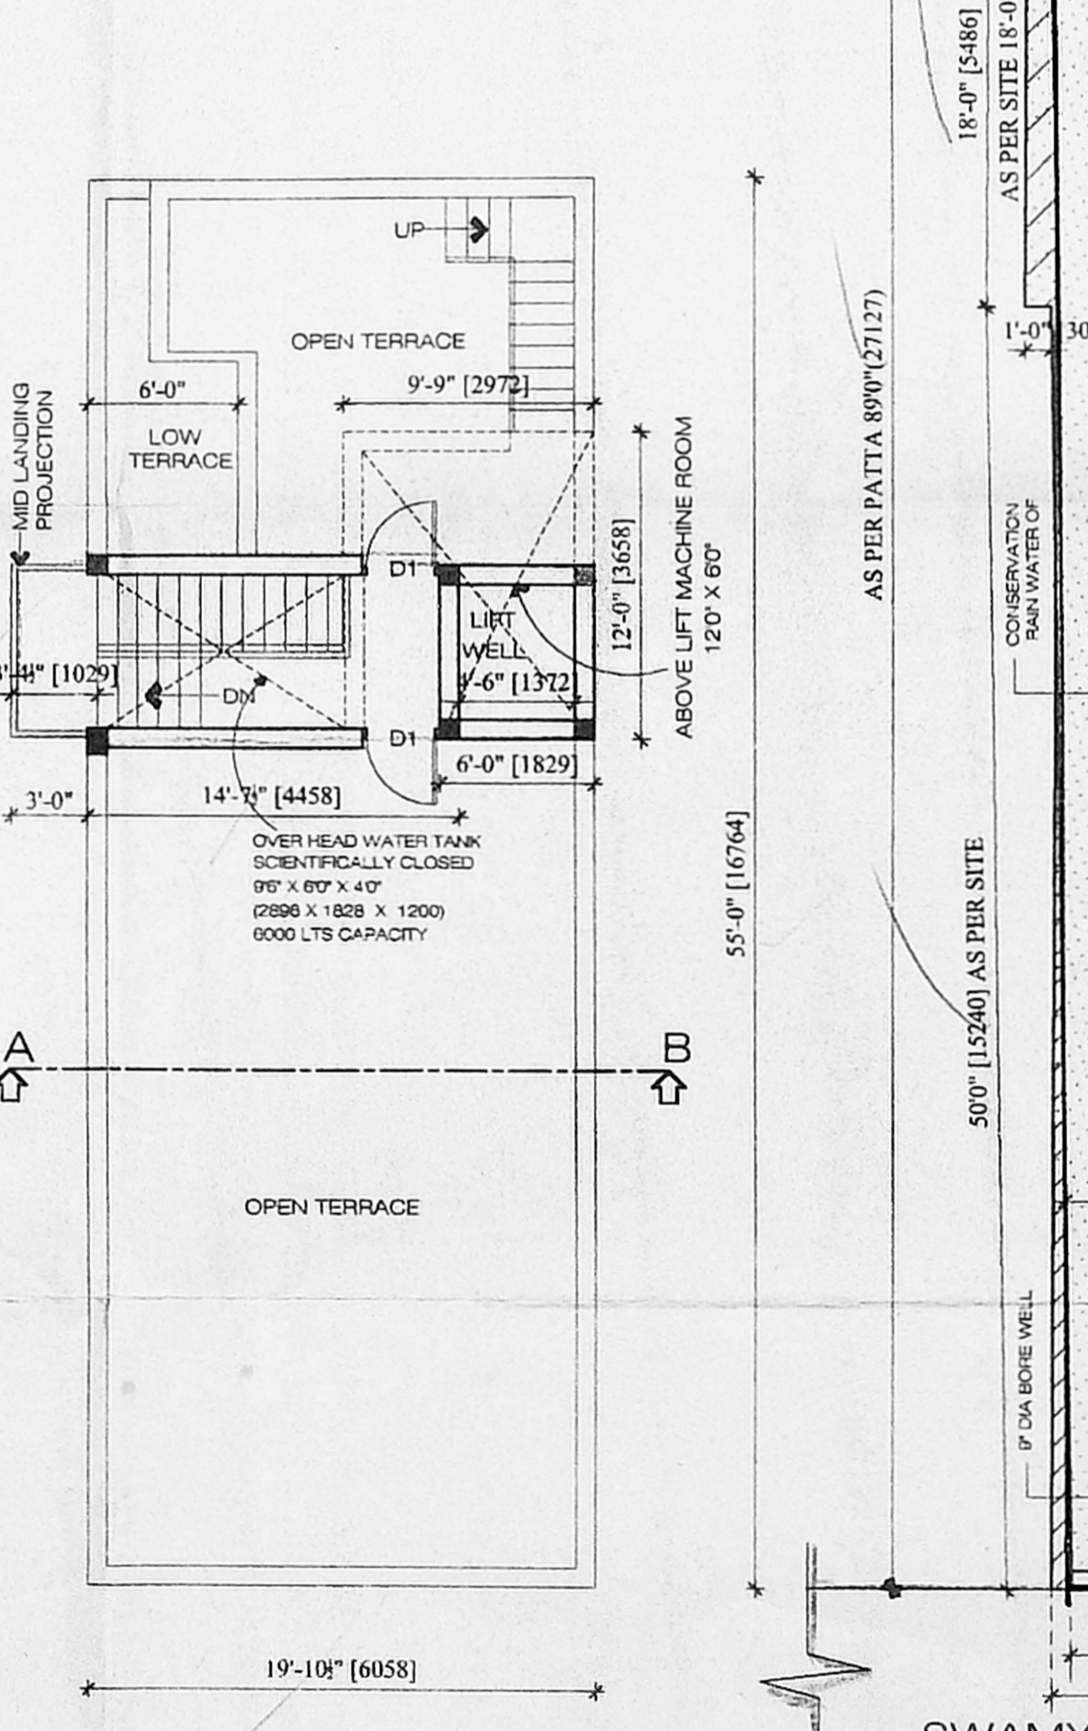 18'-0" [5486]
AS PER SITE 18'-0
UP
OPEN TERRACE
6'-0"
9'-9" [2972]
MID LANDING
PROJECTION
LOW
TERRACE
1'-0"
30
AS PER PATTA 89'0"(27127)
ABOVE LIFT MACHINE ROOM
12'0" X 6'0"
12'-0" [3658]
CONSERVATION
RAIN WATER OF
D1
LIFT
WELL
[1029]
DN
4'-6" [1372
D1
6'-0" [1829]
3'-0"
14'-7½" [4458]
OVER HEAD WATER TANK
SCIENTIFICALLY CLOSED
9'6" X 6'0" X 4'0"
(2896 X 1828 X 1200)
6000 LTS CAPACITY
55'-0" [16764]
50'0" [15240] AS PER SITE
A
B
OPEN TERRACE
9" DIA BORE WELL
19'-10½" [6058]